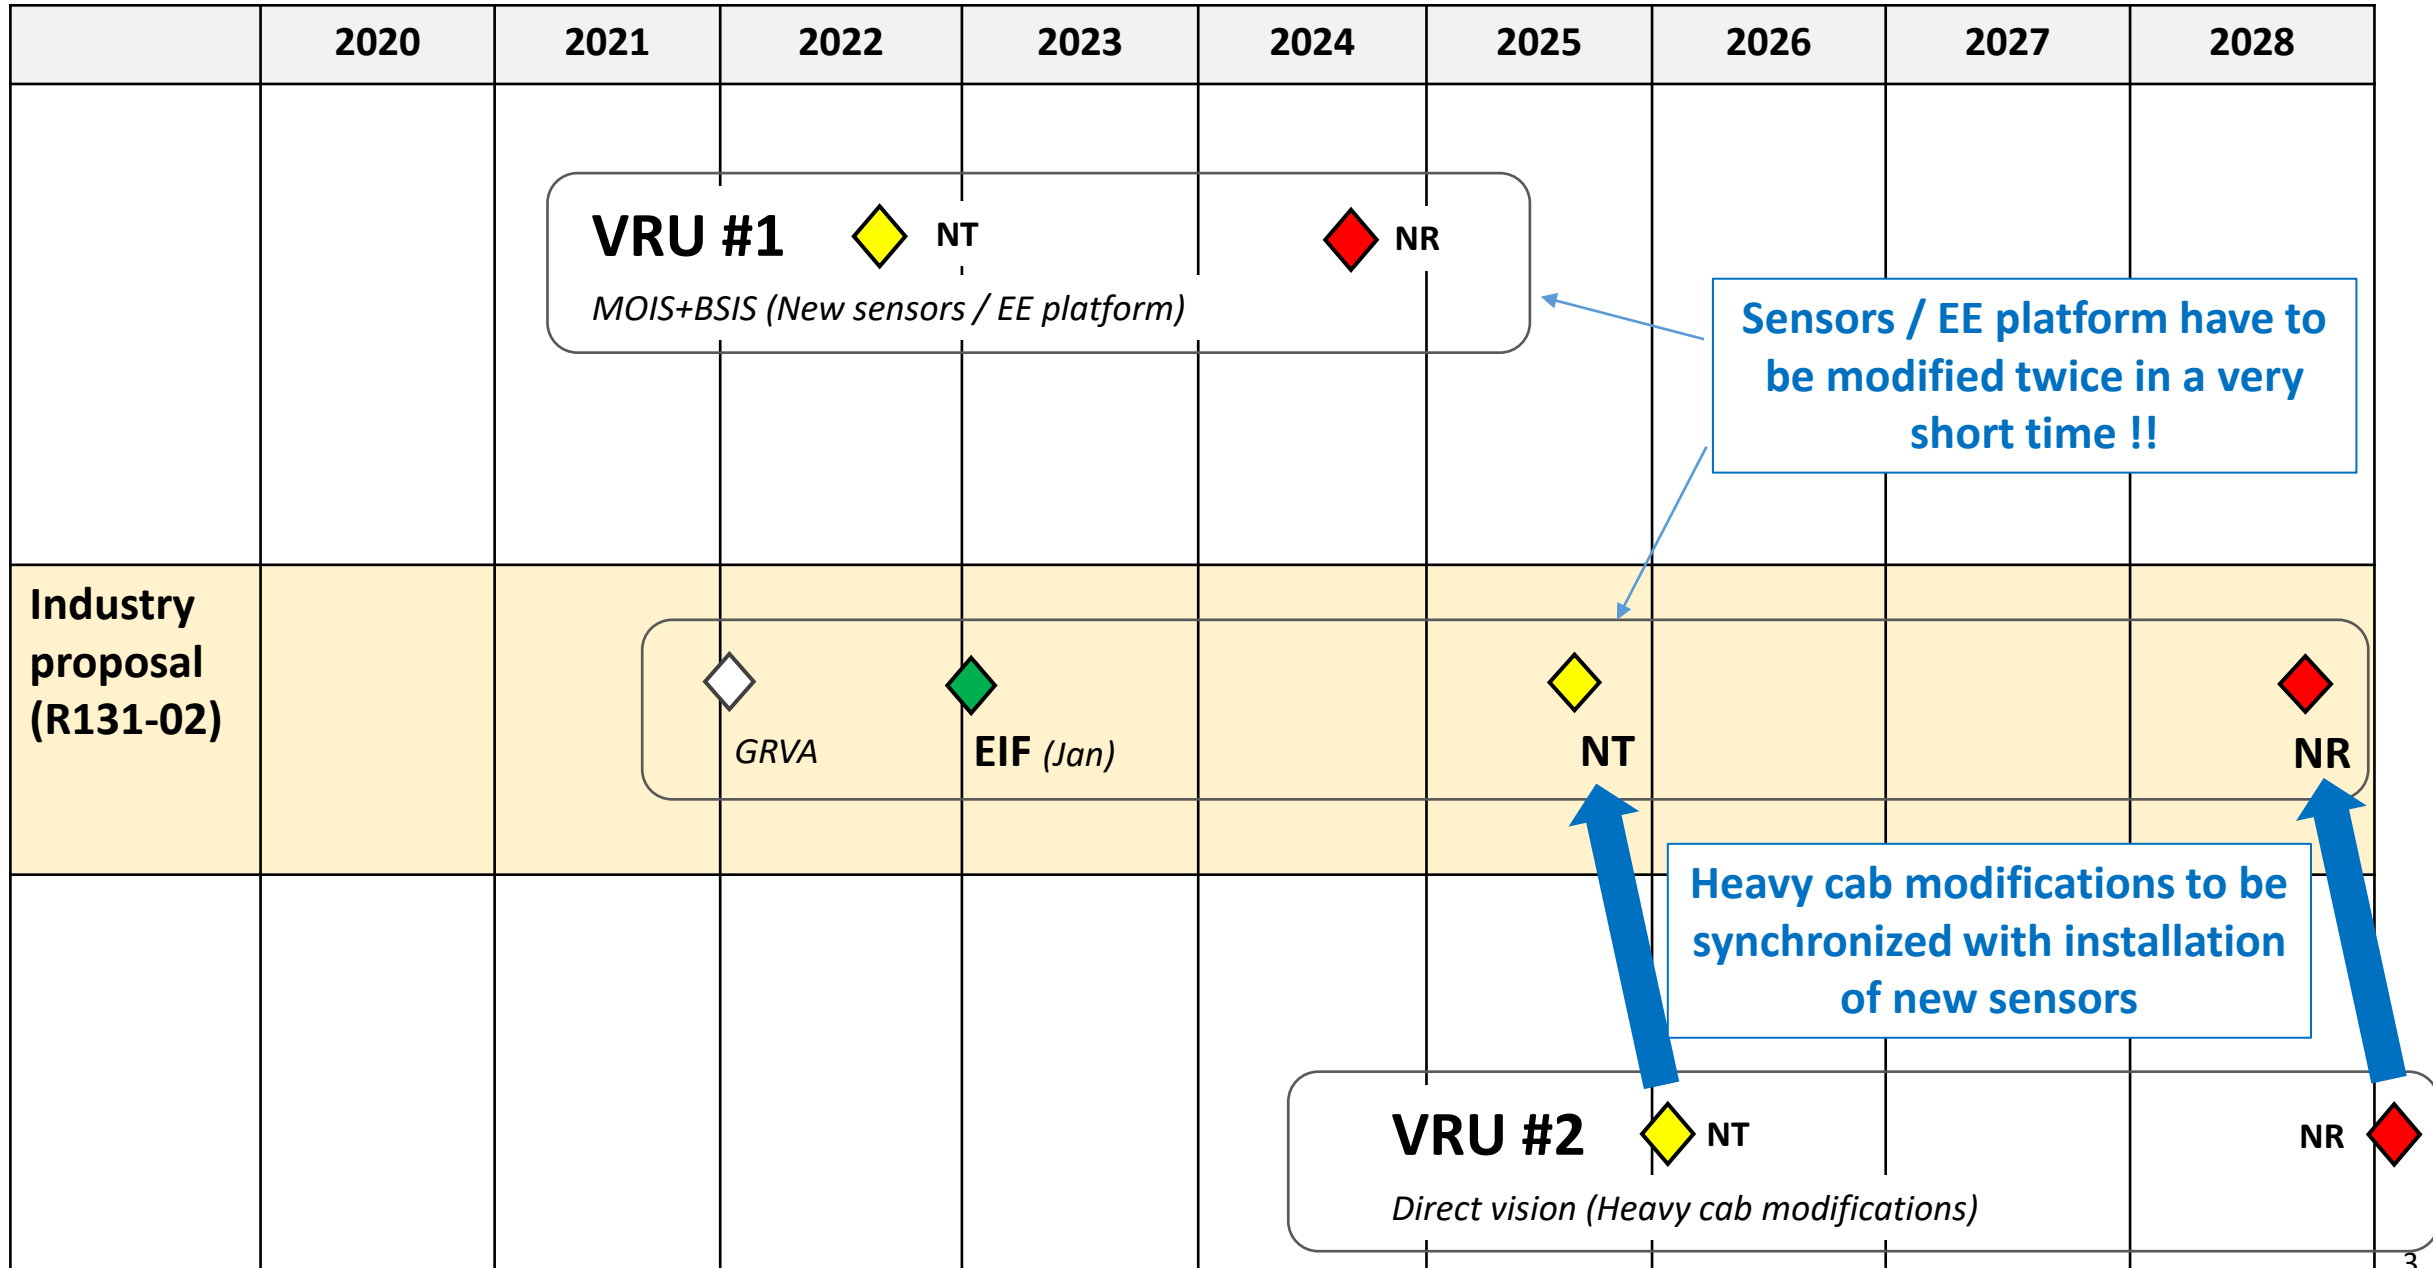 2020 2021 2022 2023 2024 2025 2026 2027 2028
VRU #1 NT NR
MOIS+BSIS (New sensors / EE platform)
Sensors / EE platform have to
be modified twice in a very
short time !!
Industry
proposal
(R131-02)
GRVA EIF (Jan) NT NR
Heavy cab modifications to be
synchronized with installation
of new sensors
VRU #2 NT NR
Direct vision (Heavy cab modifications)
3